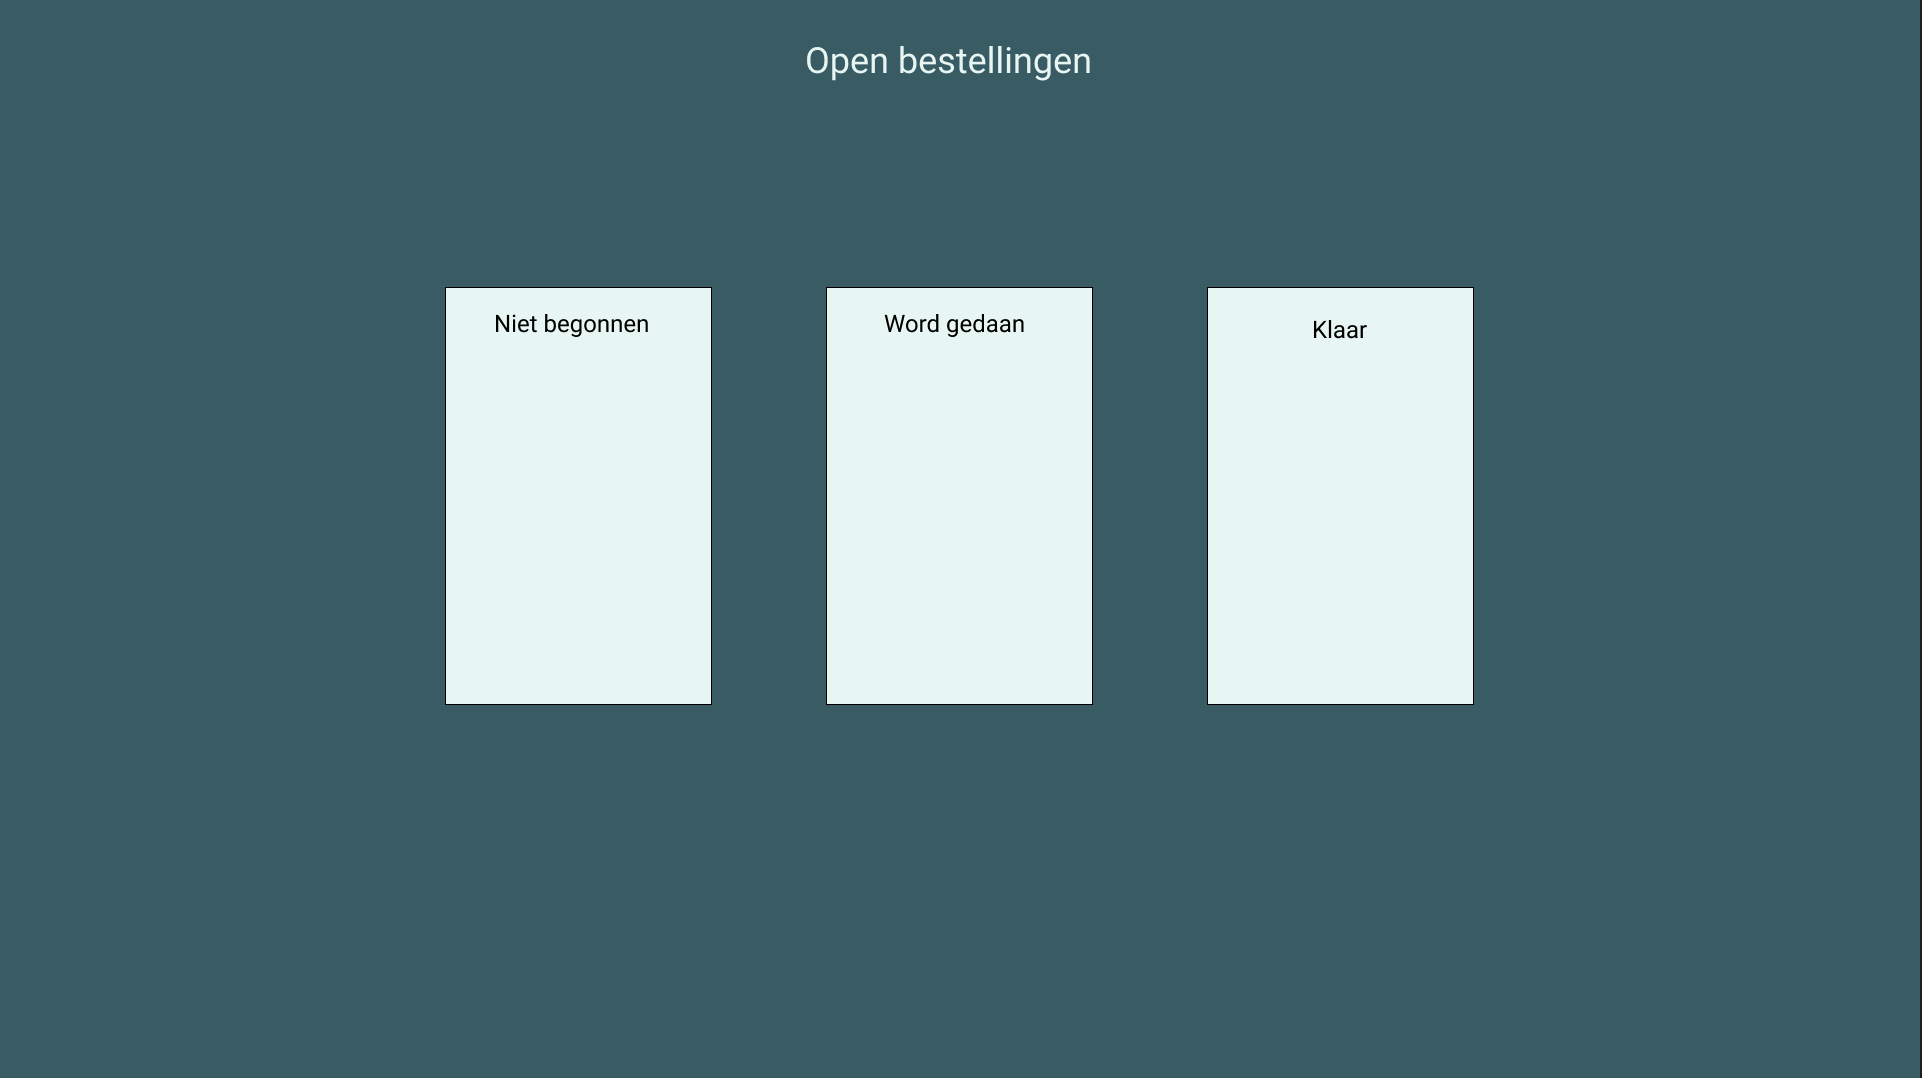 Open bestellingen
Niet begonnen
Word gedaan
Klaar